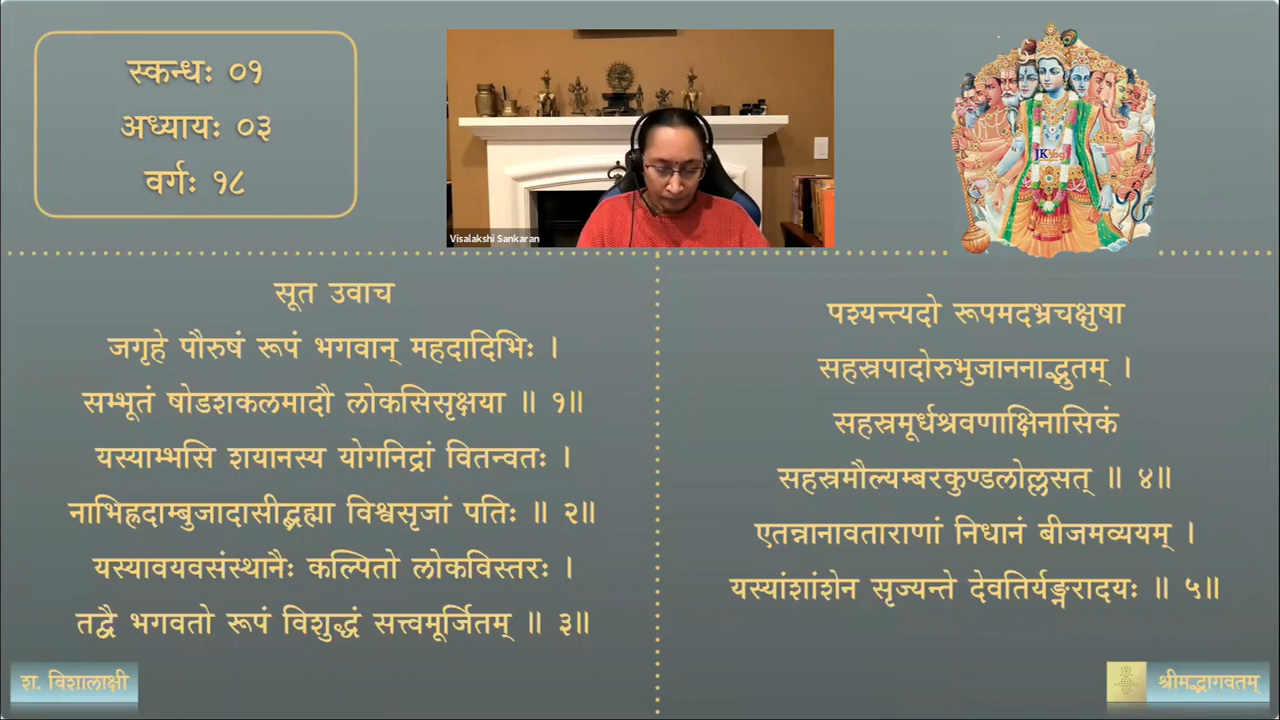 स्कन्धः ०१
अध्यायः ०३
वर्गः १८
Visalakshi Sankaran
JK
सूत उवाच
जगृहे पौरुषं रूपं भगवान् महदादिभिः ।
सम्भूतं षोडशकलमादौ लोकसिसृक्षया ॥ १॥
यस्याम्भसि शयानस्य योगनिद्रां वितन्वतः ।
नाभिह्रदाम्बुजादासीद्ब्रह्मा विश्वसृजां पतिः ॥ २॥
यस्यावयवसंस्थानैः कल्पितो लोकविस्तरः ।
तद्वै भगवतो रूपं विशुद्धं सत्त्वमूर्जितम् ॥ ३॥
पश्यन्त्यदो रूपमदभ्रचक्षुषा
सहस्रपादोरुभुजाननाद्भुतम् ।
सहस्रमूर्धश्रवणाक्षिनासिकं
सहस्रमौल्यम्बरकुण्डलोल्लसत् ॥ ४॥
एतन्नानावताराणां निधानं बीजमव्ययम् ।
यस्यांशांशेन सृज्यन्ते देवतिर्यङ्नरादयः ॥ ५॥
श. विशालाक्षी
श्रीमद्भागवतम्